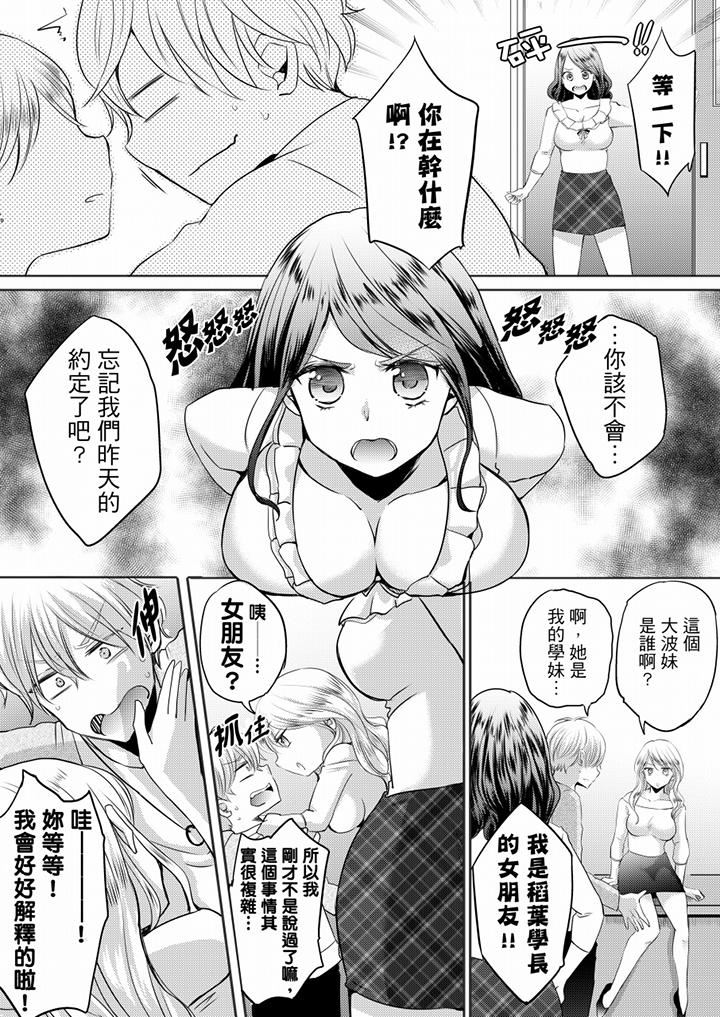 等一下!!
砰
你在幹什麼
啊!?
…你該不會…
怒怒怒
怒怒怒
忘記我們昨天的
約定了吧？
這個
大波妹
是誰啊？
啊，她是
我的學妹…
我是稻葉學長
的女朋友!!
咦──…
女朋友？
抓住
所以我
剛才不是說過了嘛，
這個事情其
實很複雜…
伸
哇────！
妳等等！
我會好好解釋的啦！